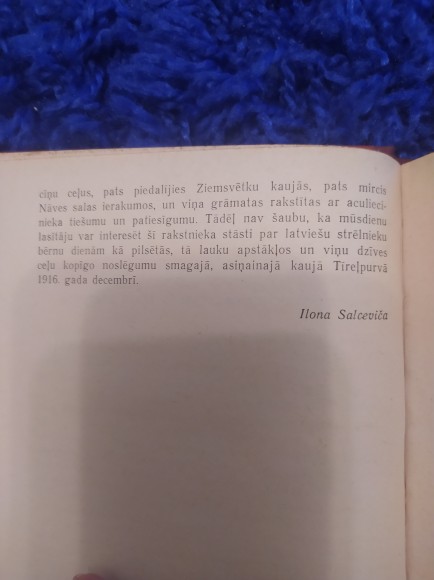 ciņu ceļus, pats piedalījies Ziemsvētku kaujās, pats mircis
Nāves salas ierakumos, un viņa grāmatas rakstītas ar aculiecī-
nieka tiešumu un patiesīgumu. Tādēļ nav šaubu, ka mūsdienu
lasītāju var interesēt šī rakstnieka stāsti par latviešu strēlnieku
bērnu dienām kā pilsētās, tā lauku apstākļos un viņu dzīves
ceļu kopīgo noslēgumu smagajā, asiņainajā kaujā Tīreļpurvā
1916. gada decembrī.
Ilona Salceviča